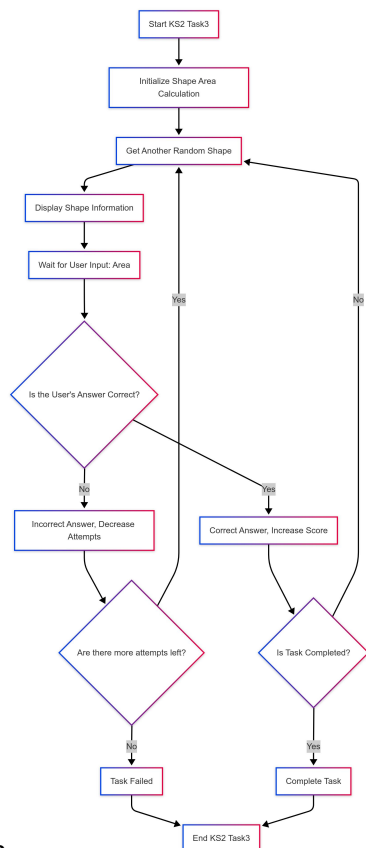 Start KS2 Task3
Initialize Shape Area
Calculation
Get Another Random Shape
Display Shape Information
Wait for User Input: Area
Yes
No
Is the User's Answer Correct?
No
Yes
Incorrect Answer, Decrease
Attempts
Correct Answer, Increase Score
Are there more attempts left?
Is Task Completed?
No
Yes
Task Failed
Complete Task
End KS2 Task3